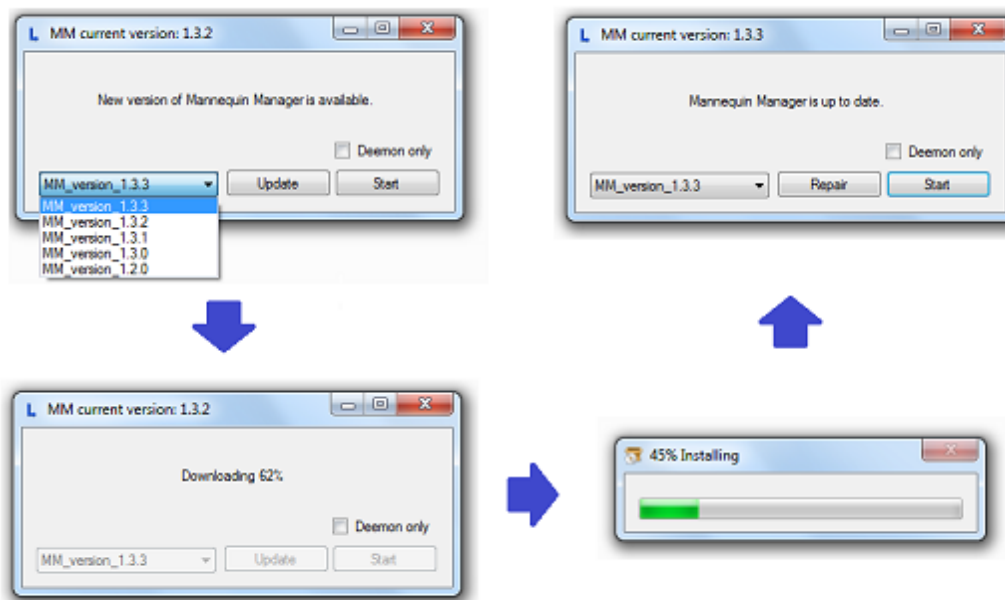 L MM current version: 1.3.2
New version of Mannequin Manager is available.
Deemon only
MM_version_1.3.3 Update Start
MM_version_1.3.3
MM_version_1.3.2
MM_version_1.3.1
MM_version_1.3.0
MM_version_1.2.0
L MM current version: 1.3.2
Downloading 62%
Deemon only
MM_version_1.3.3 Update Start
45% Installing
L MM current version: 1.3.3
Mannequin Manager is up to date.
Deemon only
MM_version_1.3.3 Repair Start